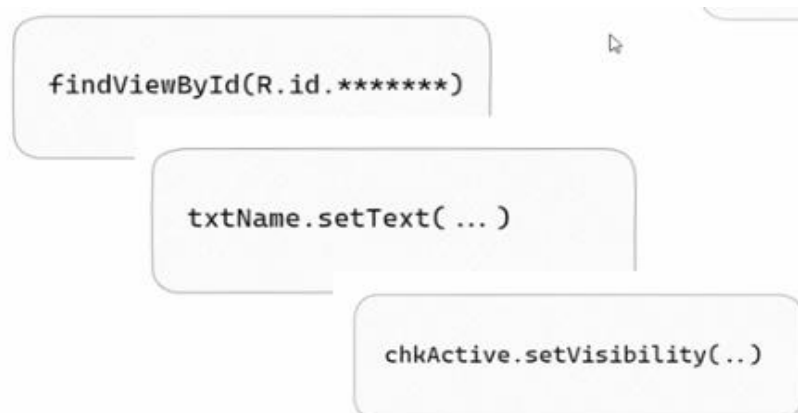 findViewById(R.id.*******)
txtName.setText( ... )
chkActive.setVisibility(..)